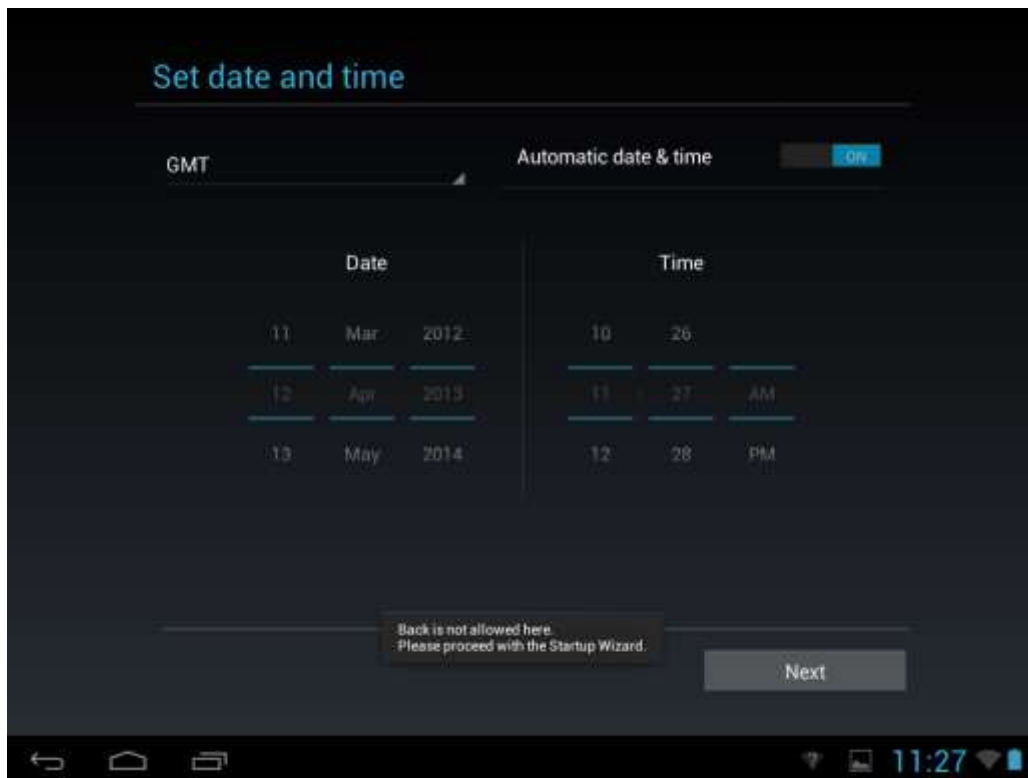 Set date and time
GMT
Automatic date & time
ON
Date
Time
11 Mar 2012
10 26
12 Apr 2013
11 : 27 AM
13 May 2014
12 28 PM
Back is not allowed here.
Please proceed with the Startup Wizard.
Next
11:27